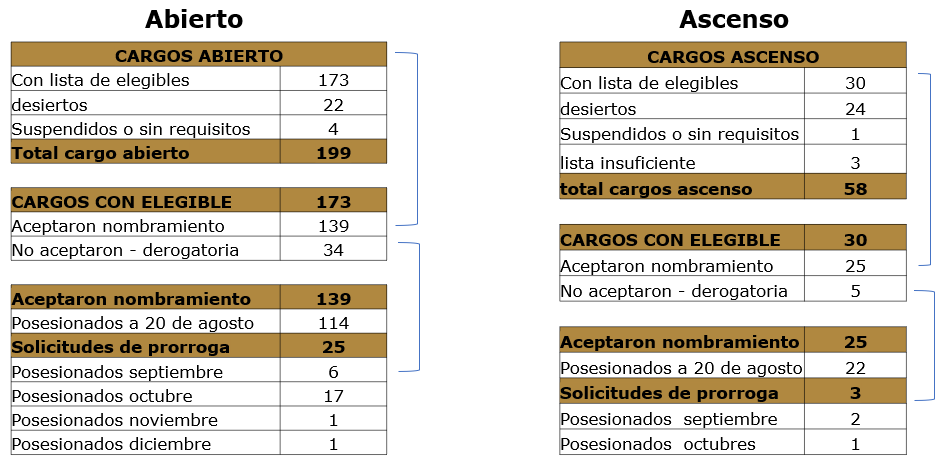 Abierto
CARGOS ABIERTO
Con lista de elegibles 173
desiertos 22
Suspendidos o sin requisitos 4
Total cargo abierto 199
CARGOS CON ELEGIBLE 173
Aceptaron nombramiento 139
No aceptaron - derogatoria 34
Aceptaron nombramiento 139
Posesionados a 20 de agosto 114
Solicitudes de prorroga 25
Posesionados septiembre 6
Posesionados octubre 17
Posesionados noviembre 1
Posesionados diciembre 1
Ascenso
CARGOS ASCENSO
Con lista de elegibles 30
desiertos 24
Suspendidos o sin requisitos 1
lista insuficiente 3
total cargos ascenso 58
CARGOS CON ELEGIBLE 30
Aceptaron nombramiento 25
No aceptaron - derogatoria 5
Aceptaron nombramiento 25
Posesionados a 20 de agosto 22
Solicitudes de prorroga 3
Posesionados  septiembre 2
Posesionados  octubres 1